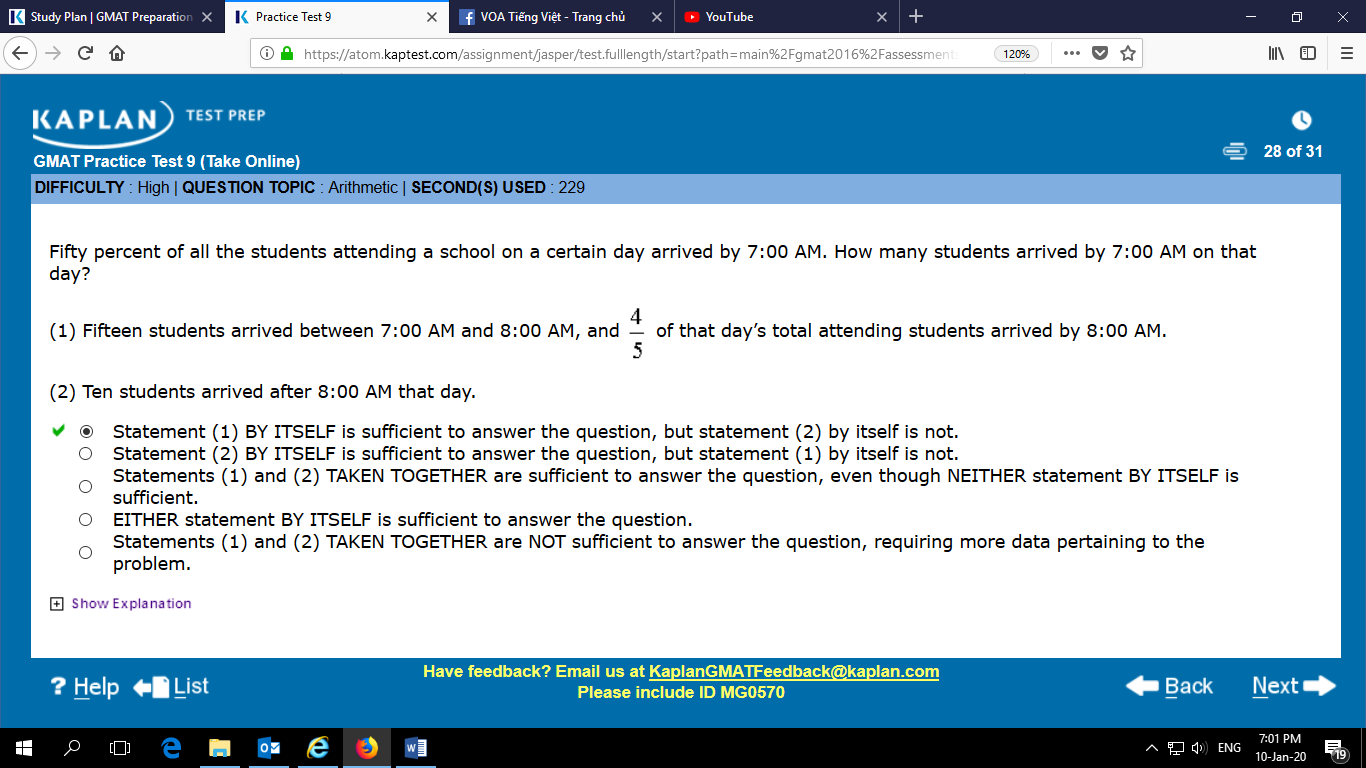 Study Plan | GMAT Preparation
Practice Test 9
VOA Tiếng Việt - Trang chủ
YouTube
https://atom.kaptest.com/assignment/jasper/test.fulllength/start?path=main%2Fgmat2016%2Fassessment
120%
KAPLAN TEST PREP
GMAT Practice Test 9 (Take Online)
28 of 31
DIFFICULTY : High | QUESTION TOPIC : Arithmetic | SECOND(S) USED : 229
Fifty percent of all the students attending a school on a certain day arrived by 7:00 AM. How many students arrived by 7:00 AM on that
day?
(1) Fifteen students arrived between 7:00 AM and 8:00 AM, and 4/5 of that day's total attending students arrived by 8:00 AM.
(2) Ten students arrived after 8:00 AM that day.
Statement (1) BY ITSELF is sufficient to answer the question, but statement (2) by itself is not.
Statement (2) BY ITSELF is sufficient to answer the question, but statement (1) by itself is not.
Statements (1) and (2) TAKEN TOGETHER are sufficient to answer the question, even though NEITHER statement BY ITSELF is
sufficient.
EITHER statement BY ITSELF is sufficient to answer the question.
Statements (1) and (2) TAKEN TOGETHER are NOT sufficient to answer the question, requiring more data pertaining to the
problem.
Show Explanation
Have feedback? Email us at KaplanGMATFeedback@kaplan.com
Please include ID MG0570
? Help
List
Back
Next
ENG
7:01 PM
10-Jan-20
19